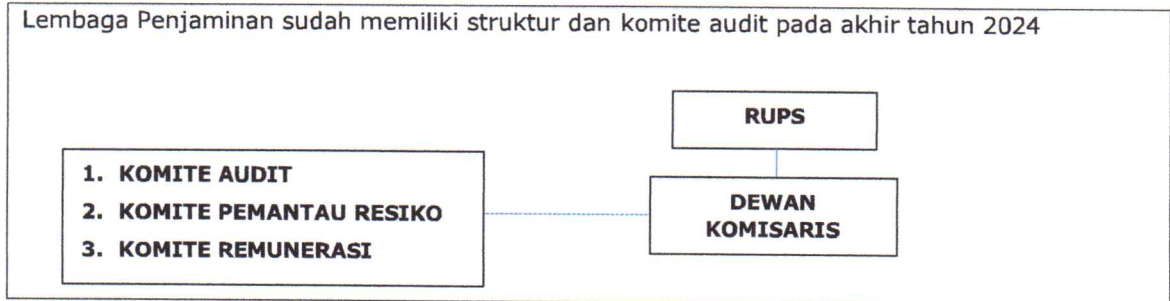 Lembaga Penjaminan sudah memiliki struktur dan komite audit pada akhir tahun 2024
RUPS
1. KOMITE AUDIT
2. KOMITE PEMANTAU RESIKO
3. KOMITE REMUNERASI
DEWAN
KOMISARIS